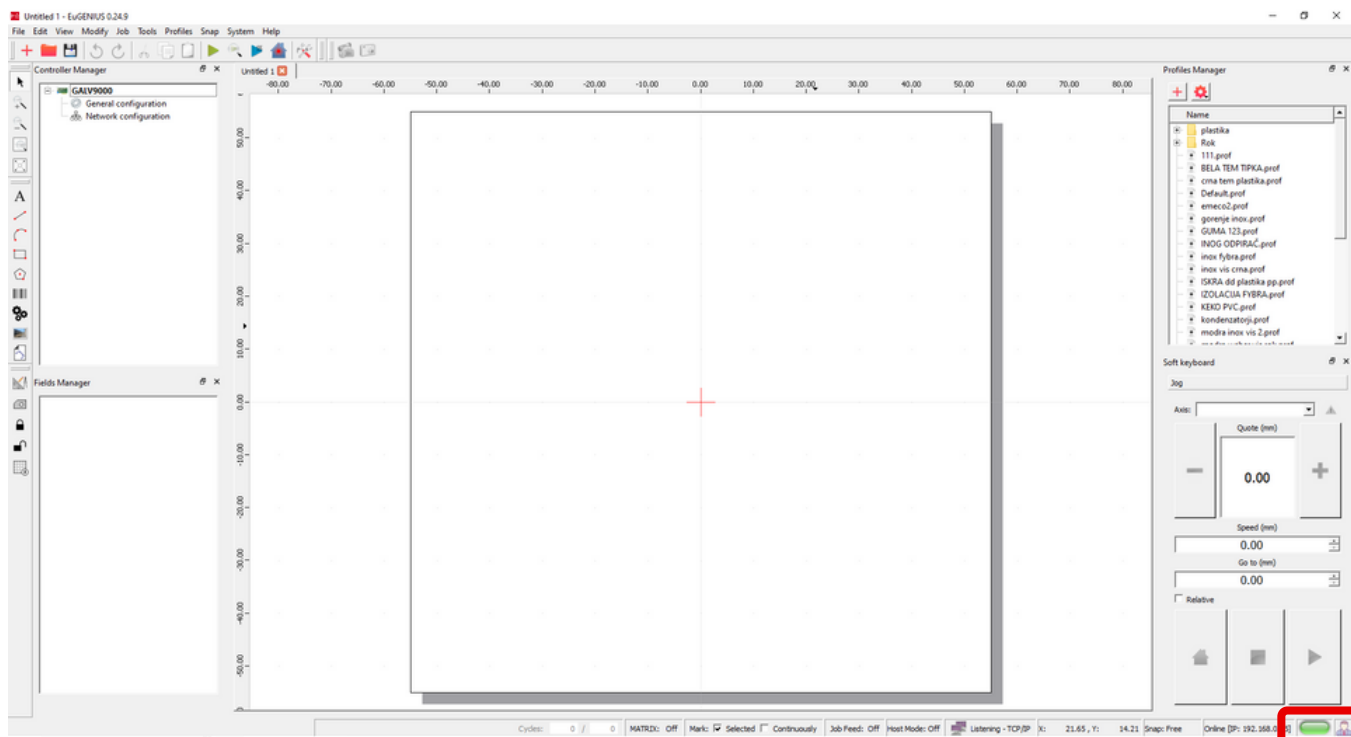 Untitled 1 - EuGENIUS 0.24.9
File Edit View Modify Job Tools Profiles Snap System Help
Controller Manager
GALV9000
General configuration
Network configuration
Fields Manager
Untitled 1
-80.00 -70.00 -60.00 -50.00 -40.00 -30.00 -20.00 -10.00 0.00 10.00 20.00 30.00 40.00 50.00 60.00 70.00 80.00
50.00
40.00
30.00
20.00
10.00
0.00
-10.00
-20.00
-30.00
-40.00
-50.00
Profiles Manager
Name
plastika
Rok
111.prof
BELA TEM TIPKA.prof
crna tem plastika.prof
Default.prof
emeco2.prof
gorenje inox.prof
GUMA 123.prof
INOG ODPIRAČ.prof
inox fybra.prof
inox vis crna.prof
ISKRA dd plastika pp.prof
IZOLACIJA FYBRA.prof
KEKO PVC.prof
kondenzatorji.prof
modra inox vis 2.prof
Soft keyboard
Jog
Axis:
Quote (mm)
0.00
Speed (mm)
0.00
Go to (mm)
0.00
Relative
Cycles: 0 / 0 MATRIX: Off Mark: Selected Continuously Job Feed: Off Host Mode: Off Listening - TCP/IP X: 21.65 , Y: 14.21 Snap: Free Online [IP: